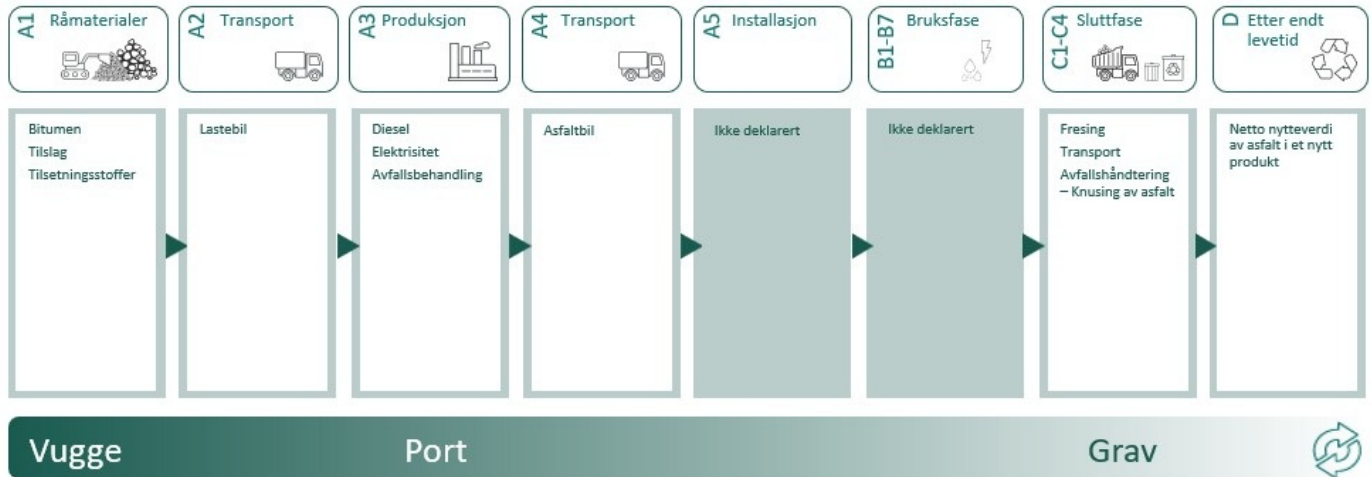 A1 Råmaterialer
A2 Transport
A3 Produksjon
A4 Transport
A5 Installasjon
B1-B7 Bruksfase
C1-C4 Sluttfase
D Etter endt
levetid
Bitumen
Tilslag
Tilsetningsstoffer
Lastebil
Diesel
Elektrisitet
Avfallsbehandling
Asfaltbil
Ikke deklarert
Ikke deklarert
Fresing
Transport
Avfallshåndtering
– Knusing av asfalt
Netto nytteverdi
av asfalt i et nytt
produkt
Vugge
Port
Grav